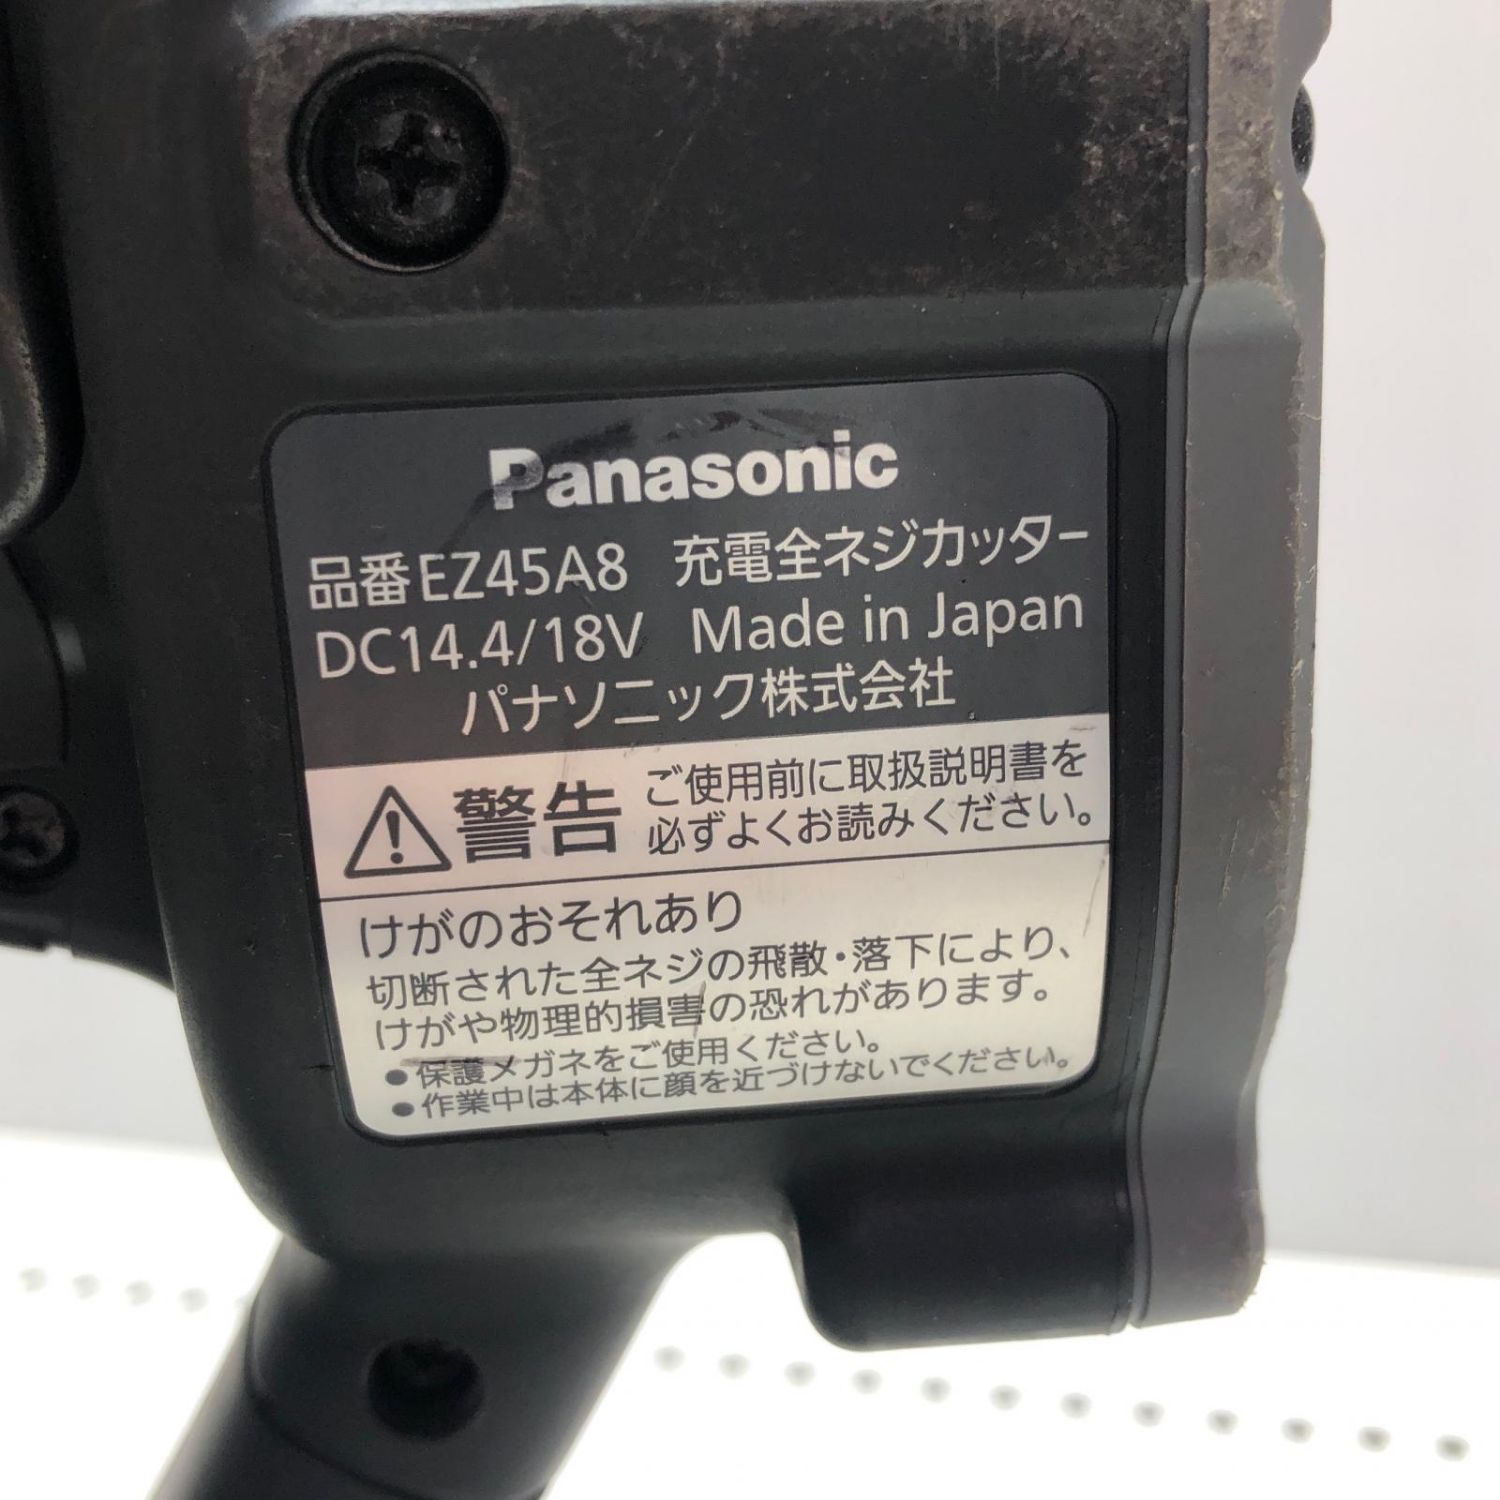 Panasonic
品番EZ45A8 充電全ネジカッター
DC14.4/18V Made in Japan
パナソニック株式会社
警告 ご使用前に取扱説明書を
必ずよくお読みください。
けがのおそれあり
切断された全ネジの飛散・落下により、
けがや物理的損害の恐れがあります。
●保護メガネをご使用ください。
●作業中は本体に顔を近づけないでください。